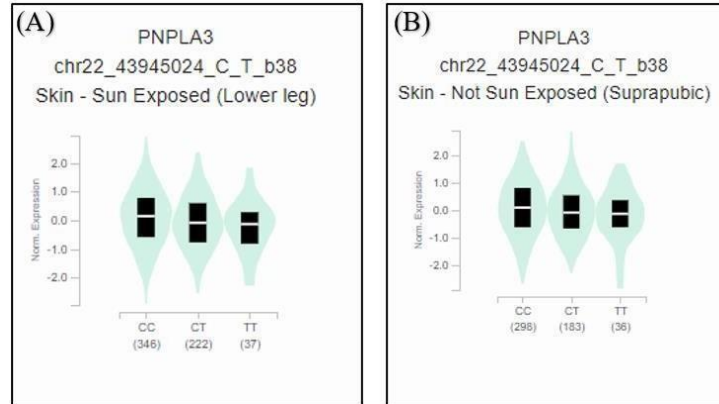 (A)
PNPLA3
chr22_43945024_C_T_b38
Skin - Sun Exposed (Lower leg)
Norm. Expression
2.0
1.0
0.0
-1.0
-2.0
CC CT TT
(346) (222) (37)
(B)
PNPLA3
chr22_43945024_C_T_b38
Skin - Not Sun Exposed (Suprapubic)
Norm. Expression
2.0
1.0
0.0
-1.0
-2.0
CC CT TT
(298) (183) (36)